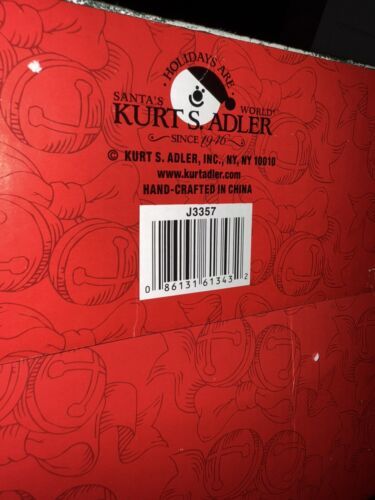 HOLIDAYS ARE
SANTA'S WORLD
KURT S. ADLER
SINCE 1946
© KURT S. ADLER, INC., NY, NY 10010
www.kurtadler.com
HAND-CRAFTED IN CHINA
J3357
0 86131 61343 2